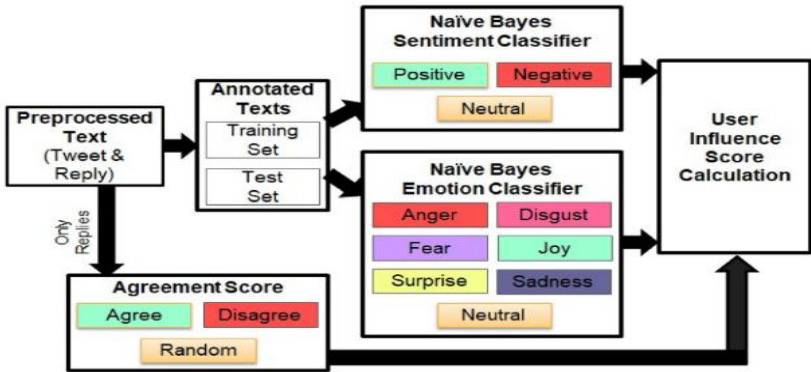 Preprocessed
Text
(Tweet &
Reply)
Only
Replies
Annotated
Texts
Training
Set
Test
Set
Naïve Bayes
Sentiment Classifier
Positive
Negative
Neutral
Naïve Bayes
Emotion Classifier
Anger
Disgust
Fear
Joy
Surprise
Sadness
Neutral
Agreement Score
Agree
Disagree
Random
User
Influence
Score
Calculation